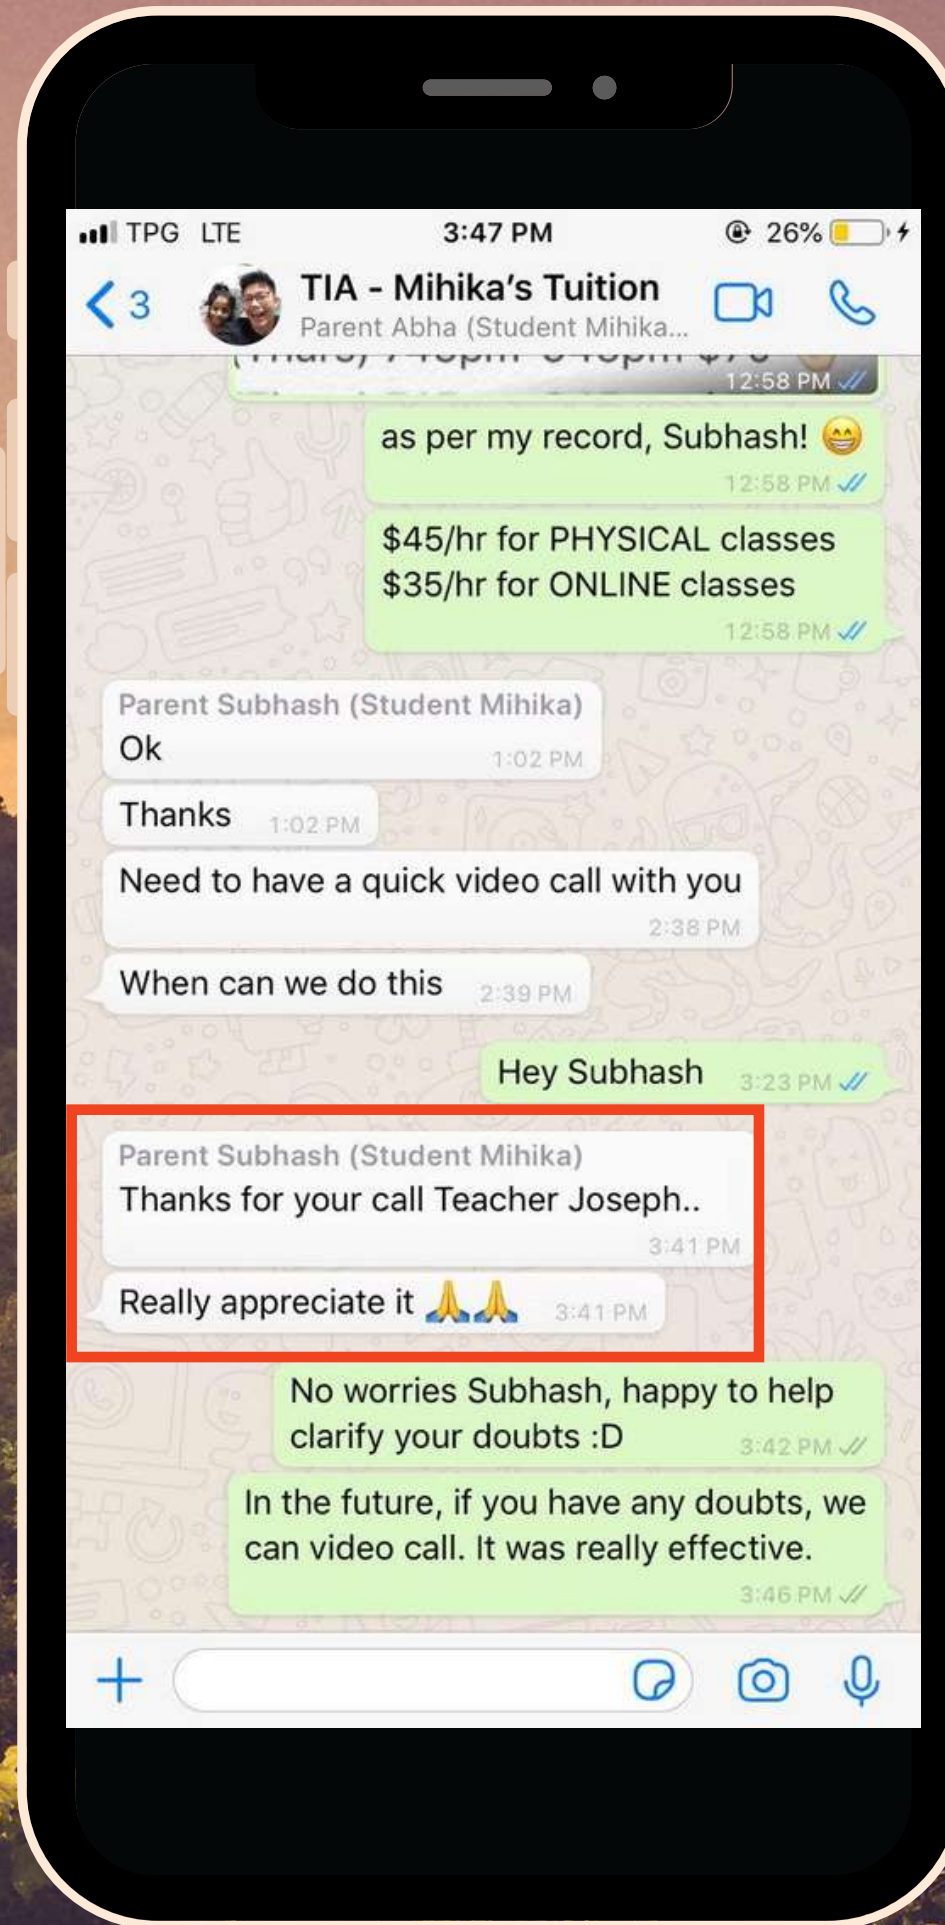 TPG LTE 3:47 PM 26%
3 TIA - Mihika's Tuition
Parent Abha (Student Mihika...
12:58 PM
as per my record, Subhash! 😁
12:58 PM
$45/hr for PHYSICAL classes
$35/hr for ONLINE classes
12:58 PM
Parent Subhash (Student Mihika)
Ok 1:02 PM
Thanks 1:02 PM
Need to have a quick video call with you
2:38 PM
When can we do this 2:39 PM
Hey Subhash 3:23 PM
Parent Subhash (Student Mihika)
Thanks for your call Teacher Joseph..
3:41 PM
Really appreciate it 🙏🙏 3:41 PM
No worries Subhash, happy to help
clarify your doubts :D 3:42 PM
In the future, if you have any doubts, we
can video call. It was really effective.
3:46 PM